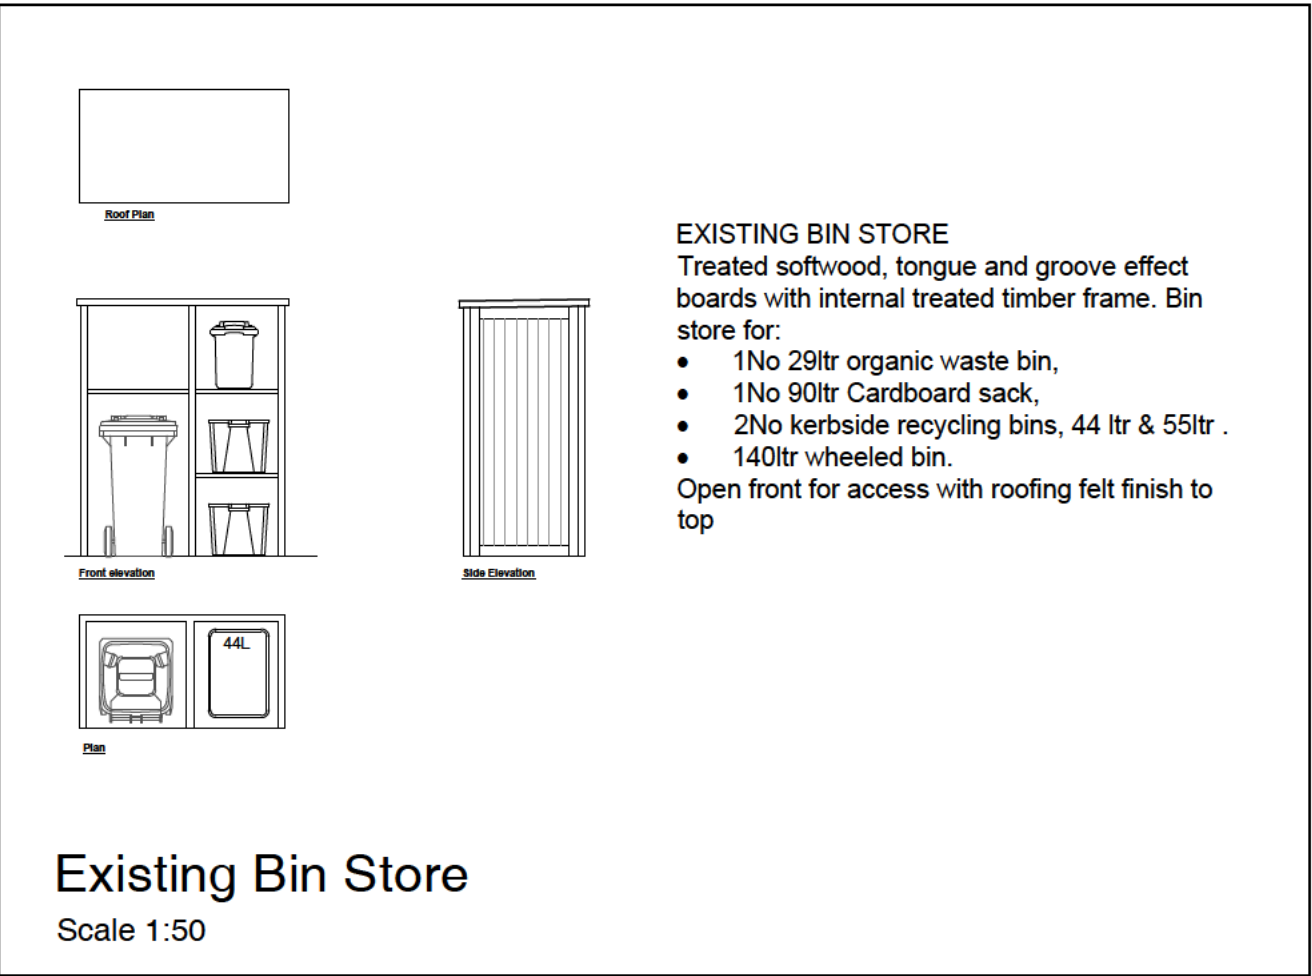 Roof Plan
EXISTING BIN STORE
Treated softwood, tongue and groove effect
boards with internal treated timber frame. Bin
store for:
• 1No 29ltr organic waste bin,
• 1No 90ltr Cardboard sack,
• 2No kerbside recycling bins, 44 ltr & 55ltr .
• 140ltr wheeled bin.
Open front for access with roofing felt finish to
top
Front elevation
Side Elevation
44L
Plan
Existing Bin Store
Scale 1:50